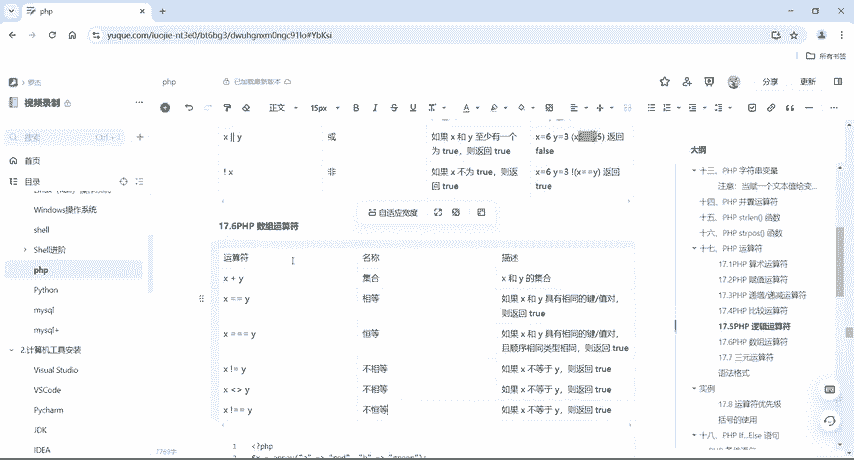 php
yuque.com/iuojie-nt3e0/bt6bg3/dwuhgnxm0ngc91lo#YbKsi
所有书签
罗杰
视频录制
搜索
Ctrl + J
首页
目录
Windows操作系统
shell
Shell进阶
php
Python
mysql
mysql+
2.计算机工具安装
Visual Studio
VSCode
Pycharm
JDK
IDEA
php
已加载最新版本
分享
更新
正文
15px
x || y
或
如果 x 和 y 至少有一个
为 true，则返回 true
x=6 y=3
5) 返回
false
! x
非
如果 x 不为 true，则返
回 true
x=6 y=3 !(x==y) 返回
true
自适应宽度
17.6PHP 数组运算符
运算符
名称
描述
x + y
集合
x 和 y 的集合
x == y
相等
如果 x 和 y 具有相同的键/值对，
则返回 true
x === y
恒等
如果 x 和 y 具有相同的键/值对，
且顺序相同类型相同，则返回 true
x != y
不相等
如果 x 不等于 y，则返回 true
x <> y
不相等
如果 x 不等于 y，则返回 true
x !== y
不恒等
如果 x 不等于 y，则返回 true
1
<?php
7769字
大纲
十三、PHP 字符串变量
注意：当赋一个文本值给变...
十四、PHP 并置运算符
十五、PHP strlen() 函数
十六、PHP strpos() 函数
十七、PHP 运算符
17.1PHP 算术运算符
17.2PHP 赋值运算符
17.3PHP 递增/递减运算符
17.4PHP 比较运算符
17.5PHP 逻辑运算符
17.6PHP 数组运算符
17.7 三元运算符
语法格式
实例
17.8 运算符优先级
括号的使用
十八、PHP If...Else 语句